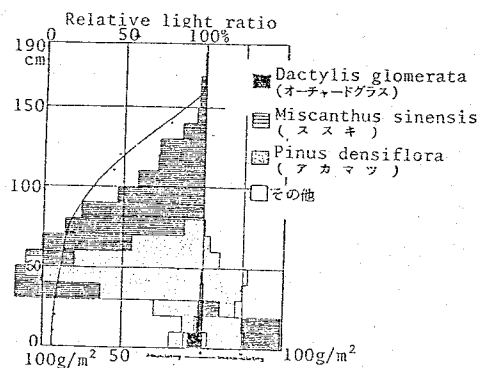 Relative light ratio
0 50 100%
190
cm
150
100
50
0
100g/m² 50 100g/m²
Dactylis glomerata
(オーチャードグラス)
Miscanthus sinensis
(ススキ)
Pinus densiflora
(アカマツ)
その他